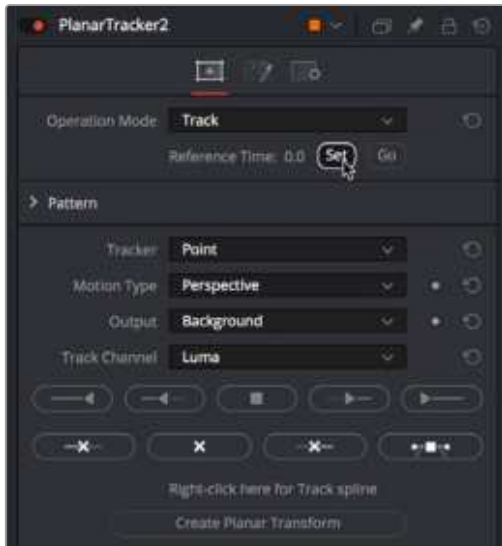 PlanarTracker2
Operation Mode Track
Reference Time: 0.0 Set Go
Pattern
Tracker Point
Motion Type Perspective
Output Background
Track Channel Luma
Right-click here for Track spline
Create Planar Transform